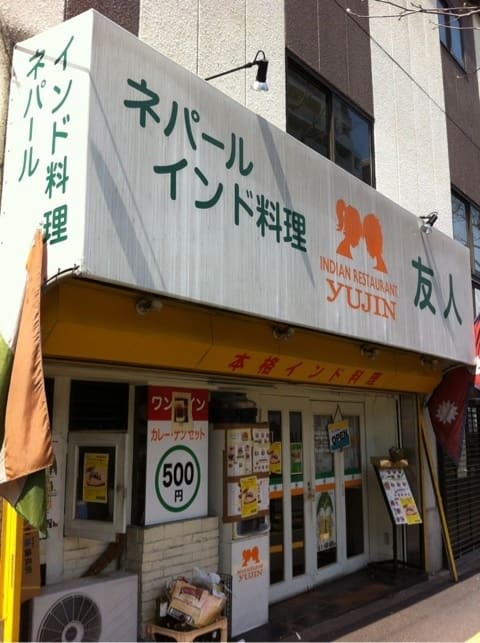 インド料理
ネパール
ネパール
インド料理
INDIAN RESTAURANT
YUJIN
友人
本格インド料理
ワンコイン
カレー・ナンセット
500
円
OPEN
YUJIN